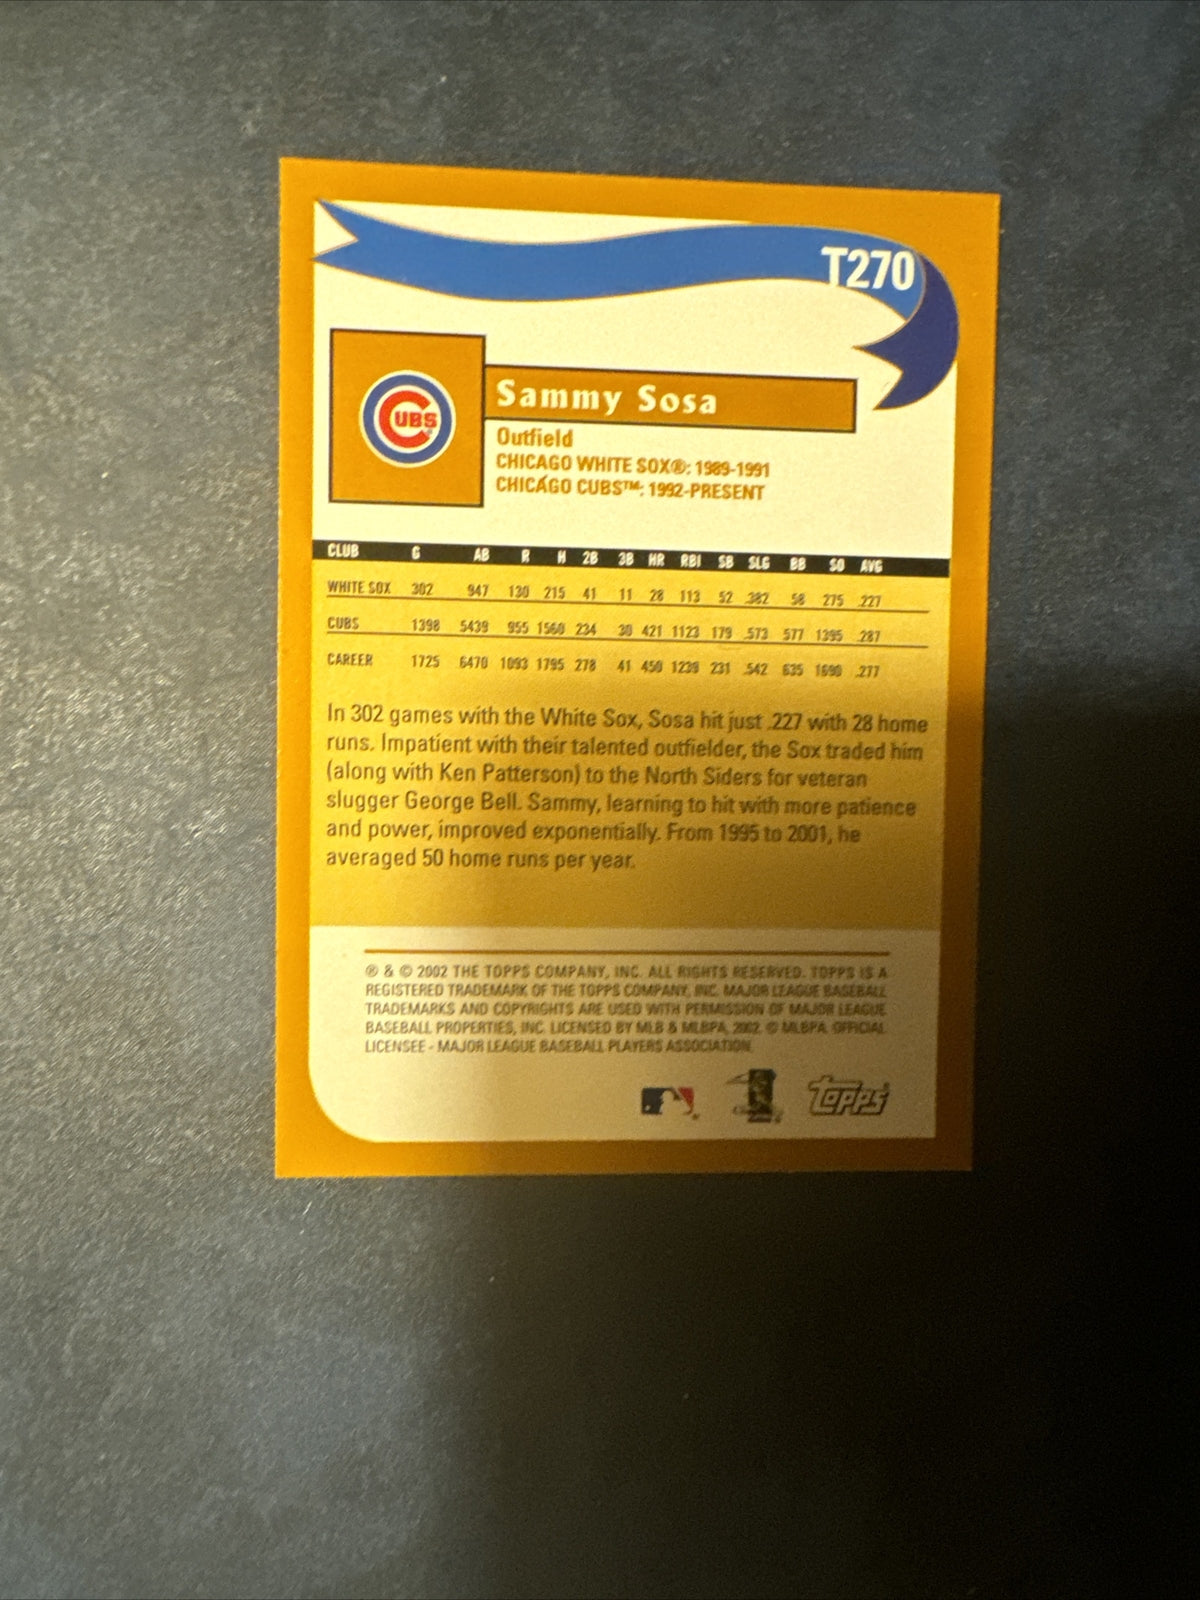 T270
CUBS
Sammy Sosa
Outfield
CHICAGO WHITE SOX®: 1989-1991
CHICAGO CUBS™: 1992-PRESENT
CLUB G AB R H 2B 3B HR RBI SB SLG BB SO AVG
WHITE SOX 302 947 130 215 41 11 28 113 52 .382 58 275 .227
CUBS 1398 5439 955 1560 234 30 421 1123 179 .573 577 1395 .287
CAREER 1725 6470 1093 1795 278 41 450 1239 231 .542 635 1690 .277
In 302 games with the White Sox, Sosa hit just .227 with 28 home
runs. Impatient with their talented outfielder, the Sox traded him
(along with Ken Patterson) to the North Siders for veteran
slugger George Bell. Sammy, learning to hit with more patience
and power, improved exponentially. From 1995 to 2001, he
averaged 50 home runs per year.
® & © 2002 THE TOPPS COMPANY, INC. ALL RIGHTS RESERVED. TOPPS IS A
REGISTERED TRADEMARK OF THE TOPPS COMPANY, INC. MAJOR LEAGUE BASEBALL
TRADEMARKS AND COPYRIGHTS ARE USED WITH PERMISSION OF MAJOR LEAGUE
BASEBALL PROPERTIES, INC. LICENSED BY MLB & MLBPA, 2002. © MLBPA. OFFICIAL
LICENSEE - MAJOR LEAGUE BASEBALL PLAYERS ASSOCIATION.
TOPPS